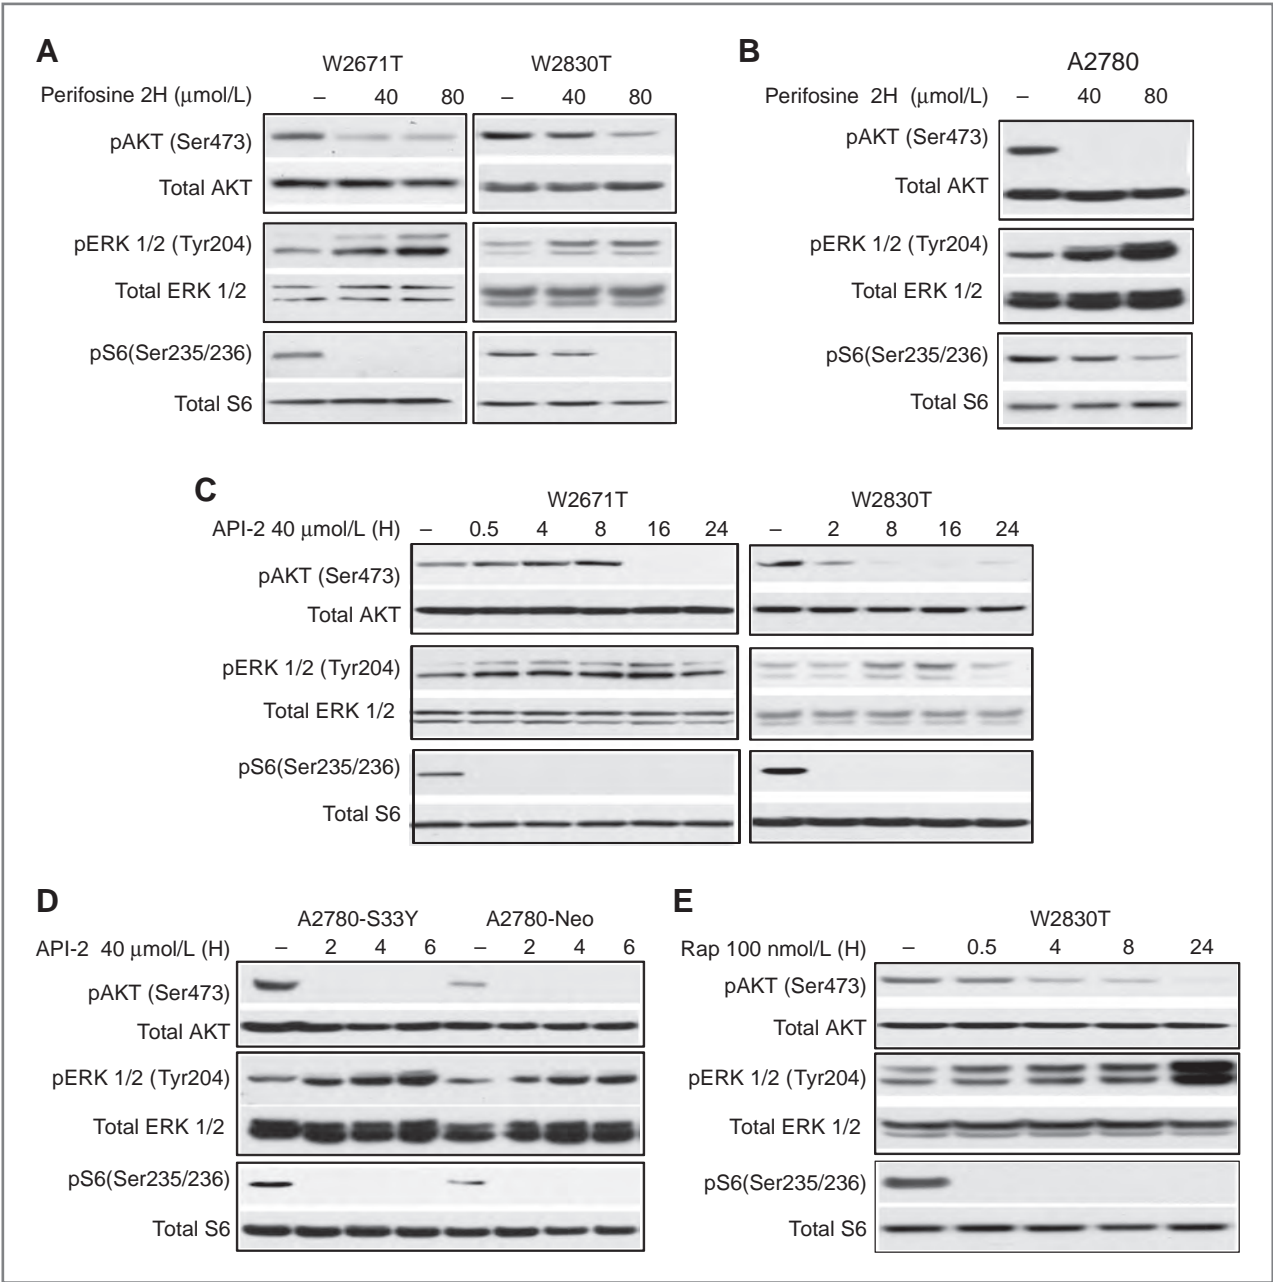 A
W2671T W2830T
Perifosine 2H (μmol/L) – 40 80 – 40 80
pAKT (Ser473)
Total AKT
pERK 1/2 (Tyr204)
Total ERK 1/2
pS6(Ser235/236)
Total S6
B
A2780
Perifosine 2H (μmol/L) – 40 80
pAKT (Ser473)
Total AKT
pERK 1/2 (Tyr204)
Total ERK 1/2
pS6(Ser235/236)
Total S6
C
W2671T W2830T
API-2 40 μmol/L (H) – 0.5 4 8 16 24 – 2 8 16 24
pAKT (Ser473)
Total AKT
pERK 1/2 (Tyr204)
Total ERK 1/2
pS6(Ser235/236)
Total S6
D
A2780-S33Y A2780-Neo
API-2 40 μmol/L (H) – 2 4 6 – 2 4 6
pAKT (Ser473)
Total AKT
pERK 1/2 (Tyr204)
Total ERK 1/2
pS6(Ser235/236)
Total S6
E
W2830T
Rap 100 nmol/L (H) – 0.5 4 8 24
pAKT (Ser473)
Total AKT
pERK 1/2 (Tyr204)
Total ERK 1/2
pS6(Ser235/236)
Total S6